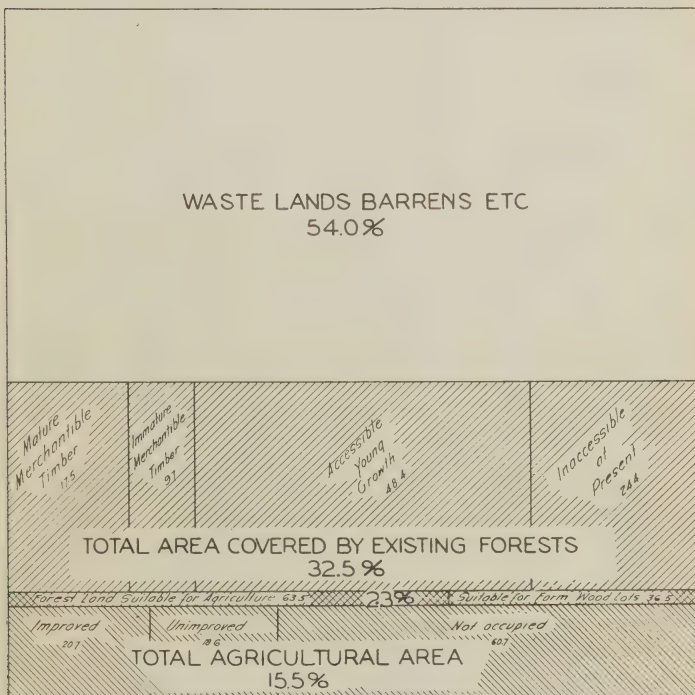 WASTE LANDS BARRENS ETC
54.0%
Mature
Merchantible
Timber
17.5
Immature
Merchantible
Timber
9.7
Accessible
Young
Growth
48.4
Inaccessible
at
Present
24.4
TOTAL AREA COVERED BY EXISTING FORESTS
32.5%
Forest Land Suitable for Agriculture 63.5
2.3%
Suitable for Farm Wood Lots 36.5
Improved
20.7
Unimproved
18.6
Not occupied
60.7
TOTAL AGRICULTURAL AREA
15.5%